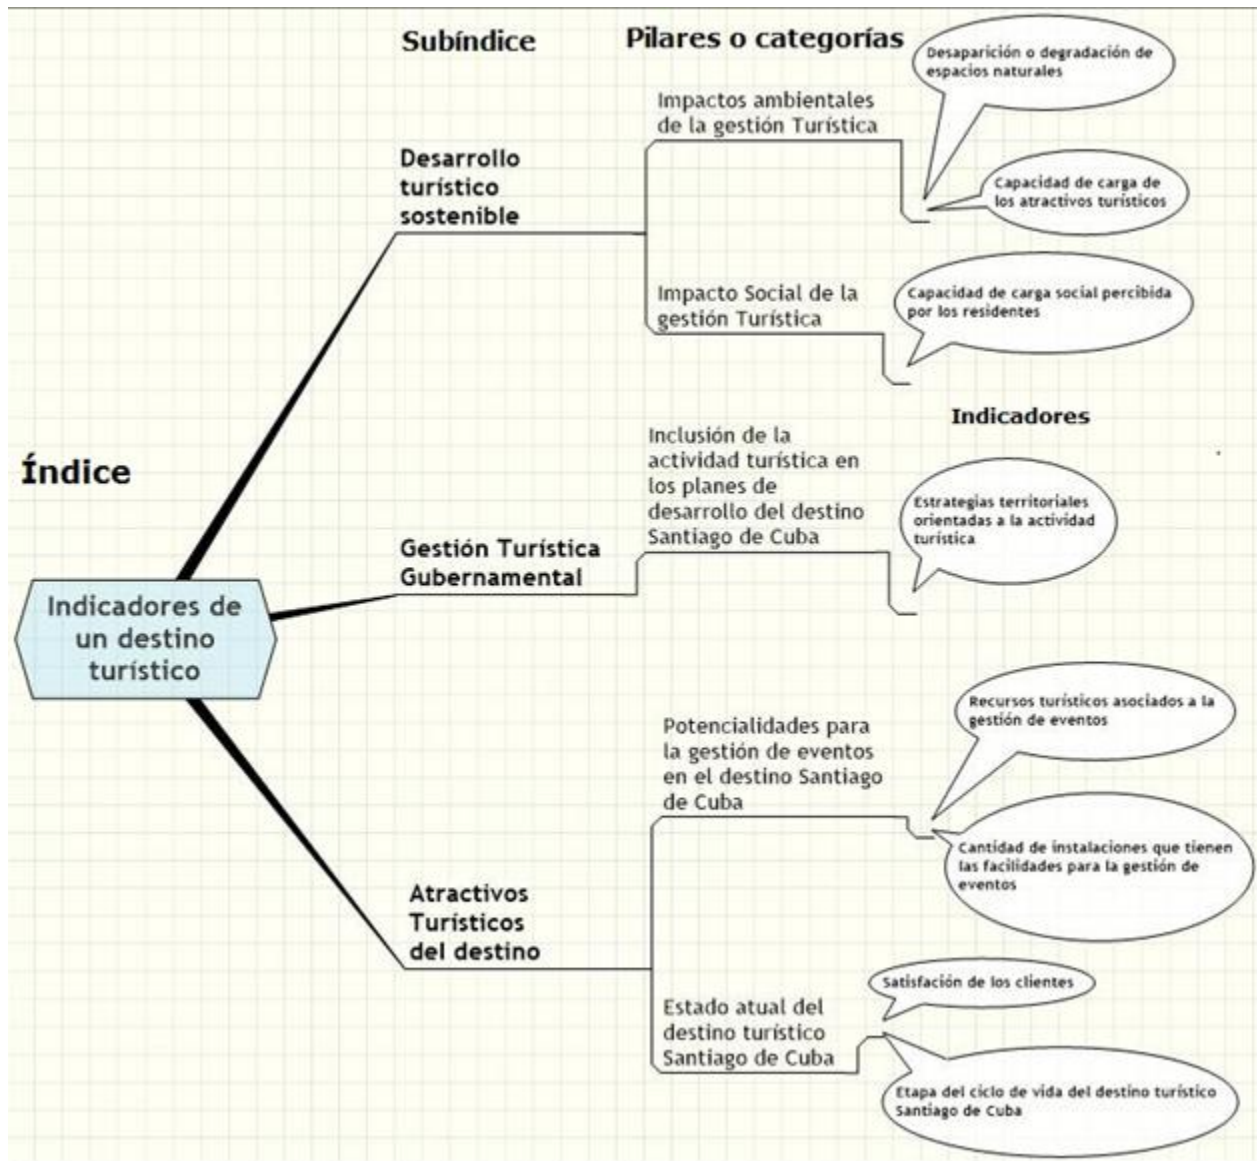 Subíndice
Pilares o categorías
Desaparición o degradación de
espacios naturales
Impactos ambientales
de la gestión Turística
Desarrollo
turístico
sostenible
Capacidad de carga de
los atractivos turísticos
Impacto Social de la
gestión Turística
Capacidad de carga social percibida
por los residentes
Indicadores
Índice
Inclusión de la
actividad turística en
los planes de
desarrollo del destino
Santiago de Cuba
Estrategias territoriales
orientadas a la actividad
turística
Gestión Turística
Gubernamental
Indicadores de
un destino
turístico
Potencialidades para
la gestión de eventos
en el destino Santiago
de Cuba
Recursos turísticos asociados a la
gestión de eventos
Cantidad de instalaciones que tienen
las facilidades para la gestión de
eventos
Atractivos
Turísticos
del destino
Satisfacción de los clientes
Estado atual del
destino turístico
Santiago de Cuba
Etapa del ciclo de vida del destino turístico
Santiago de Cuba